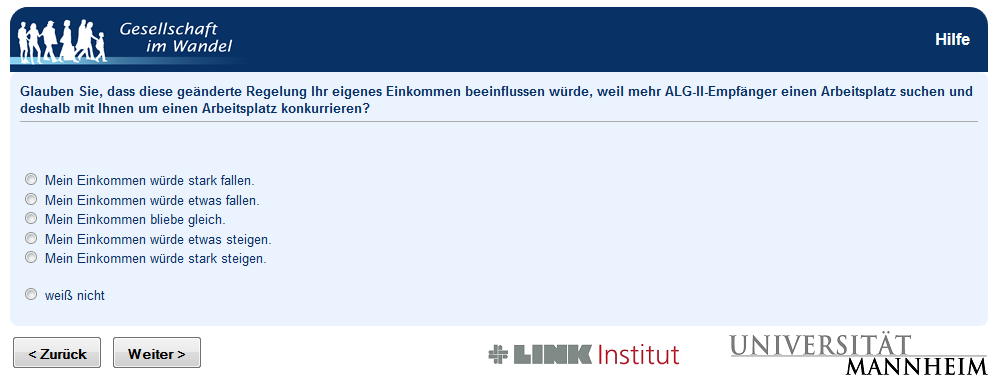 Gesellschaft
im Wandel
Hilfe
Glauben Sie, dass diese geänderte Regelung Ihr eigenes Einkommen beeinflussen würde, weil mehr ALG-II-Empfänger einen Arbeitsplatz suchen und
deshalb mit Ihnen um einen Arbeitsplatz konkurrieren?
Mein Einkommen würde stark fallen.
Mein Einkommen würde etwas fallen.
Mein Einkommen bliebe gleich.
Mein Einkommen würde etwas steigen.
Mein Einkommen würde stark steigen.
weiß nicht
< Zurück
Weiter >
LINK Institut
UNIVERSITÄT
MANNHEIM